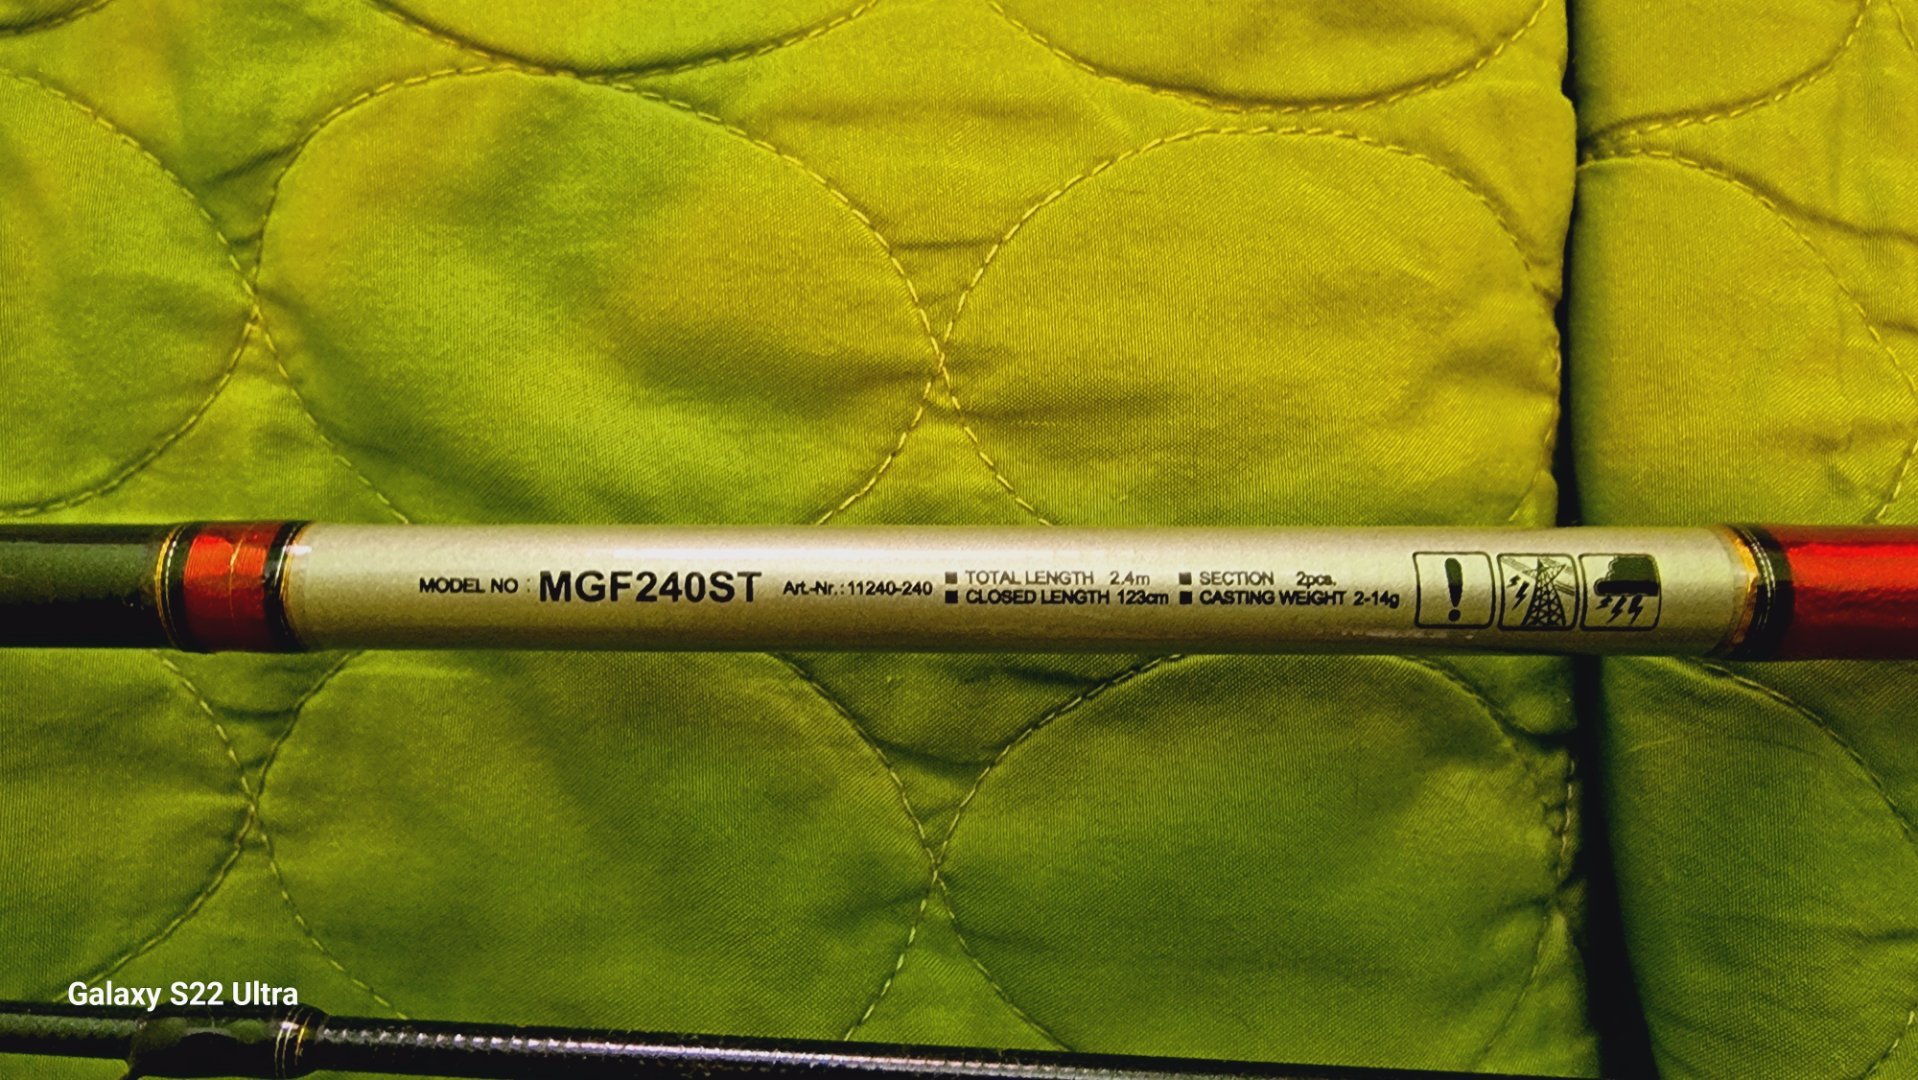 MODEL NO : MGF240ST Art.-Nr.: 11240-240
■ TOTAL LENGTH 2.4m ■ SECTION 2pcs.
■ CLOSED LENGTH 123cm ■ CASTING WEIGHT 2-14g
Galaxy S22 Ultra